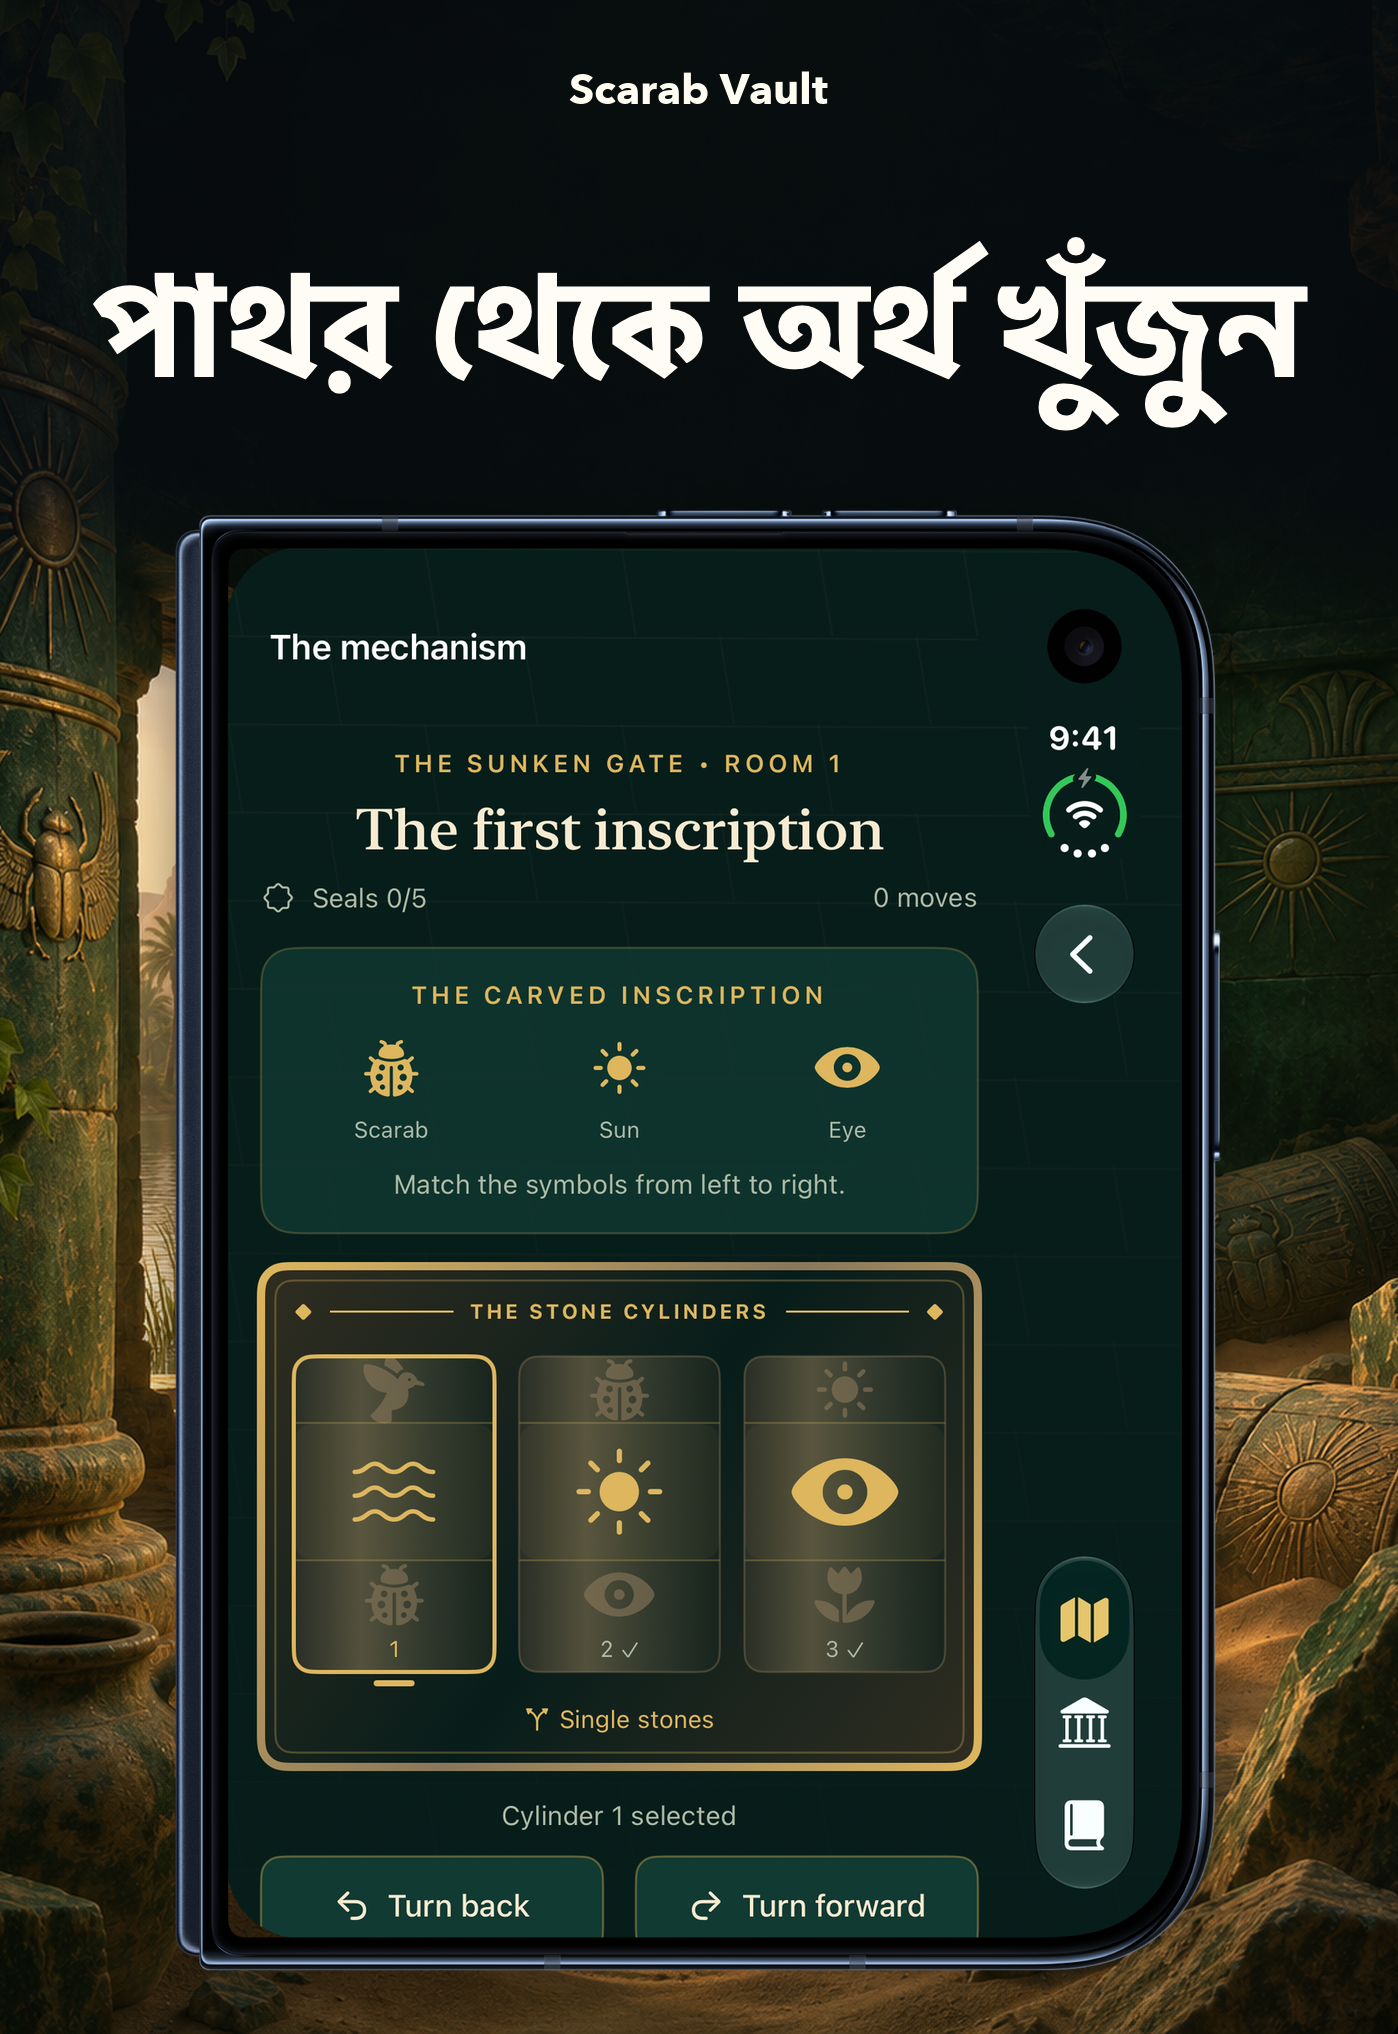 Scarab Vault
পাথর থেকে অর্থ খুঁজুন
The mechanism
9:41
THE SUNKEN GATE • ROOM 1
The first inscription
Seals 0/5
0 moves
THE CARVED INSCRIPTION
Scarab
Sun
Eye
Match the symbols from left to right.
THE STONE CYLINDERS
1
2 ✓
3 ✓
Single stones
Cylinder 1 selected
Turn back
Turn forward